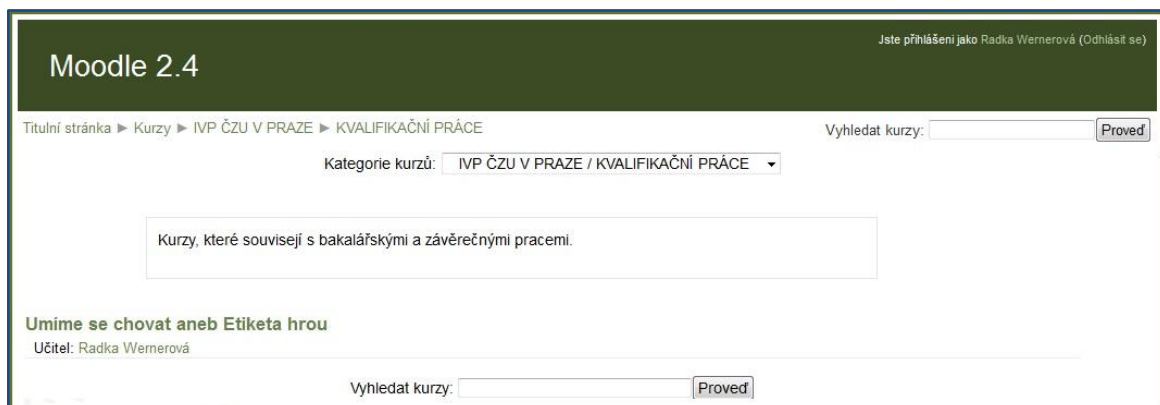 Jste přihlášeni jako Radka Wernerová (Odhlásit se)
Moodle 2.4
Titulní stránka ► Kurzy ► IVP ČZU V PRAZE ► KVALIFIKAČNÍ PRÁCE
Vyhledat kurzy: Proveď
Kategorie kurzů: IVP ČZU V PRAZE / KVALIFIKAČNÍ PRÁCE
Kurzy, které souvisejí s bakalářskými a závěrečnými pracemi.
Umíme se chovat aneb Etiketa hrou
Učitel: Radka Wernerová
Vyhledat kurzy: Proveď